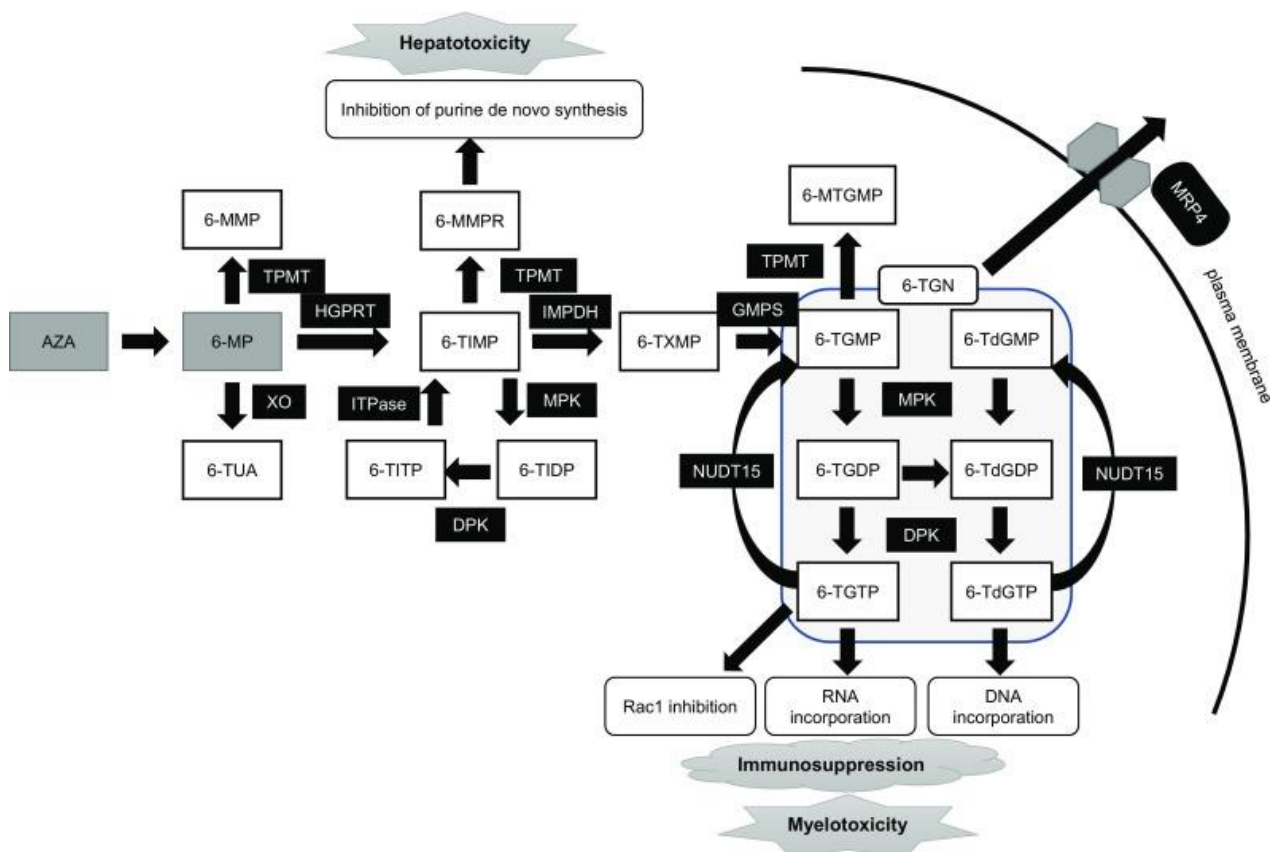 Hepatotoxicity
Inhibition of purine de novo synthesis
6-MMP
6-MMPR
6-MTGMP
MRP4
plasma membrane
TPMT
TPMT
TPMT
6-TGN
HGPRT
IMPDH
GMPS
AZA
6-MP
6-TIMP
6-TXMP
6-TGMP
6-TdGMP
XO
ITPase
MPK
MPK
6-TUA
6-TITP
6-TIDP
NUDT15
6-TGDP
6-TdGDP
NUDT15
DPK
DPK
6-TGTP
6-TdGTP
Rac1 inhibition
RNA
incorporation
DNA
incorporation
Immunosuppression
Myelotoxicity